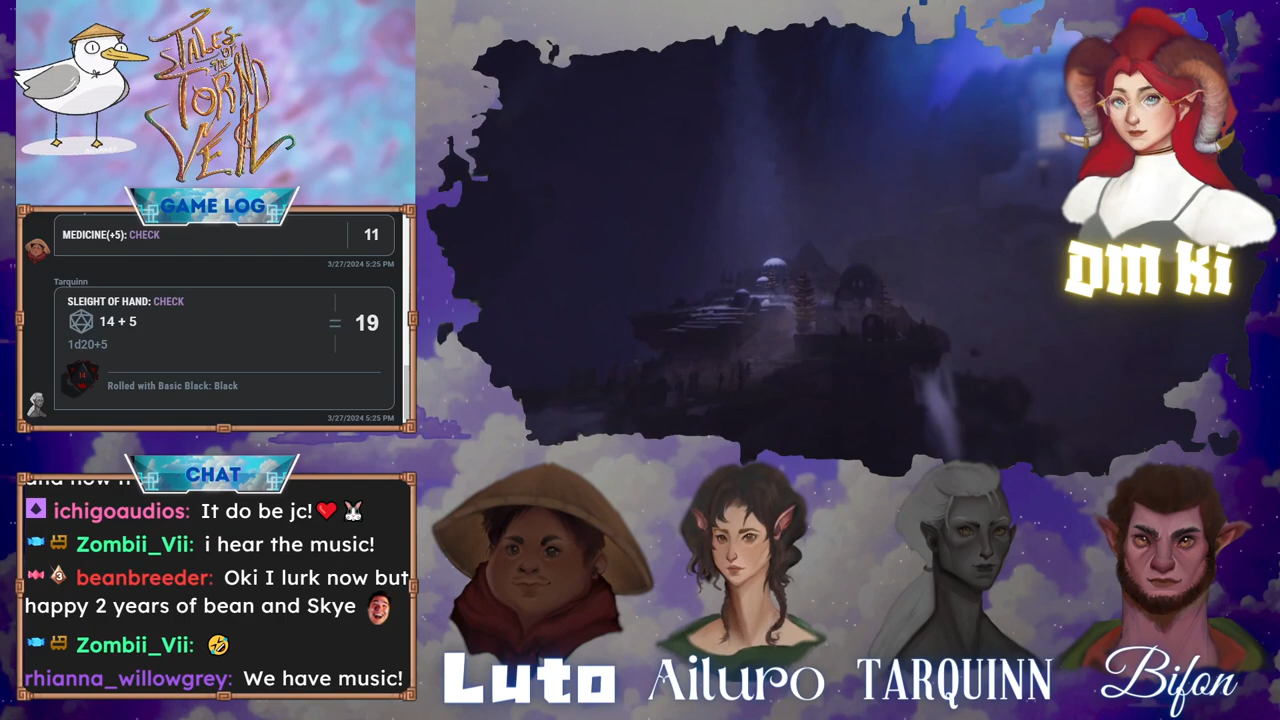 TALES
OF
THE
TORN
VEIL
GAME LOG
MEDICINE(+5): CHECK
11
3/27/2024 5:25 PM
Tarquinn
SLEIGHT OF HAND: CHECK
14 + 5
= 19
1d20+5
14
Rolled with Basic Black: Black
3/27/2024 5:25 PM
CHAT
ichigoaudios: It do be jc!❤️
Zombii_Vii: i hear the music!
3
beanbreeder: Oki I lurk now but
happy 2 years of bean and Skye
Zombii_Vii: 🤣
rhianna_willowgrey: We have music!
DM Ki
Luto
Ailuro
TARQUINN
Bifon